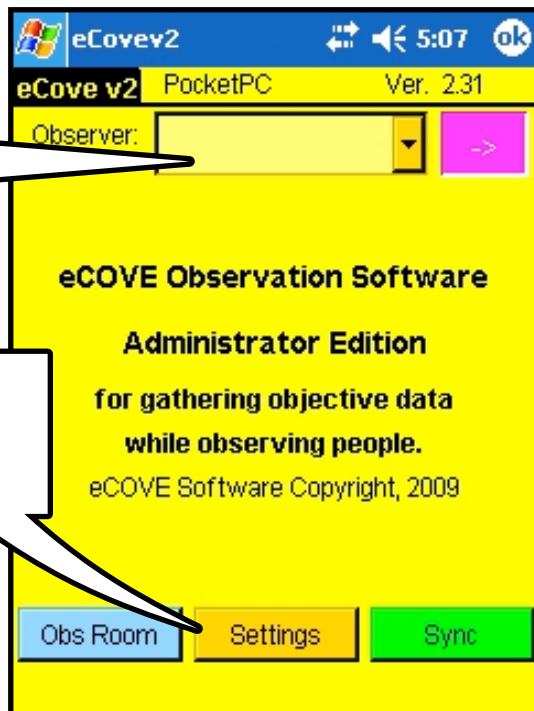 eCovev2 5:07 ok
eCove v2 PocketPC Ver. 2.31
Observer: ->
eCOVE Observation Software
Administrator Edition
for gathering objective data
while observing people.
eCOVE Software Copyright, 2009
Obs Room Settings Sync